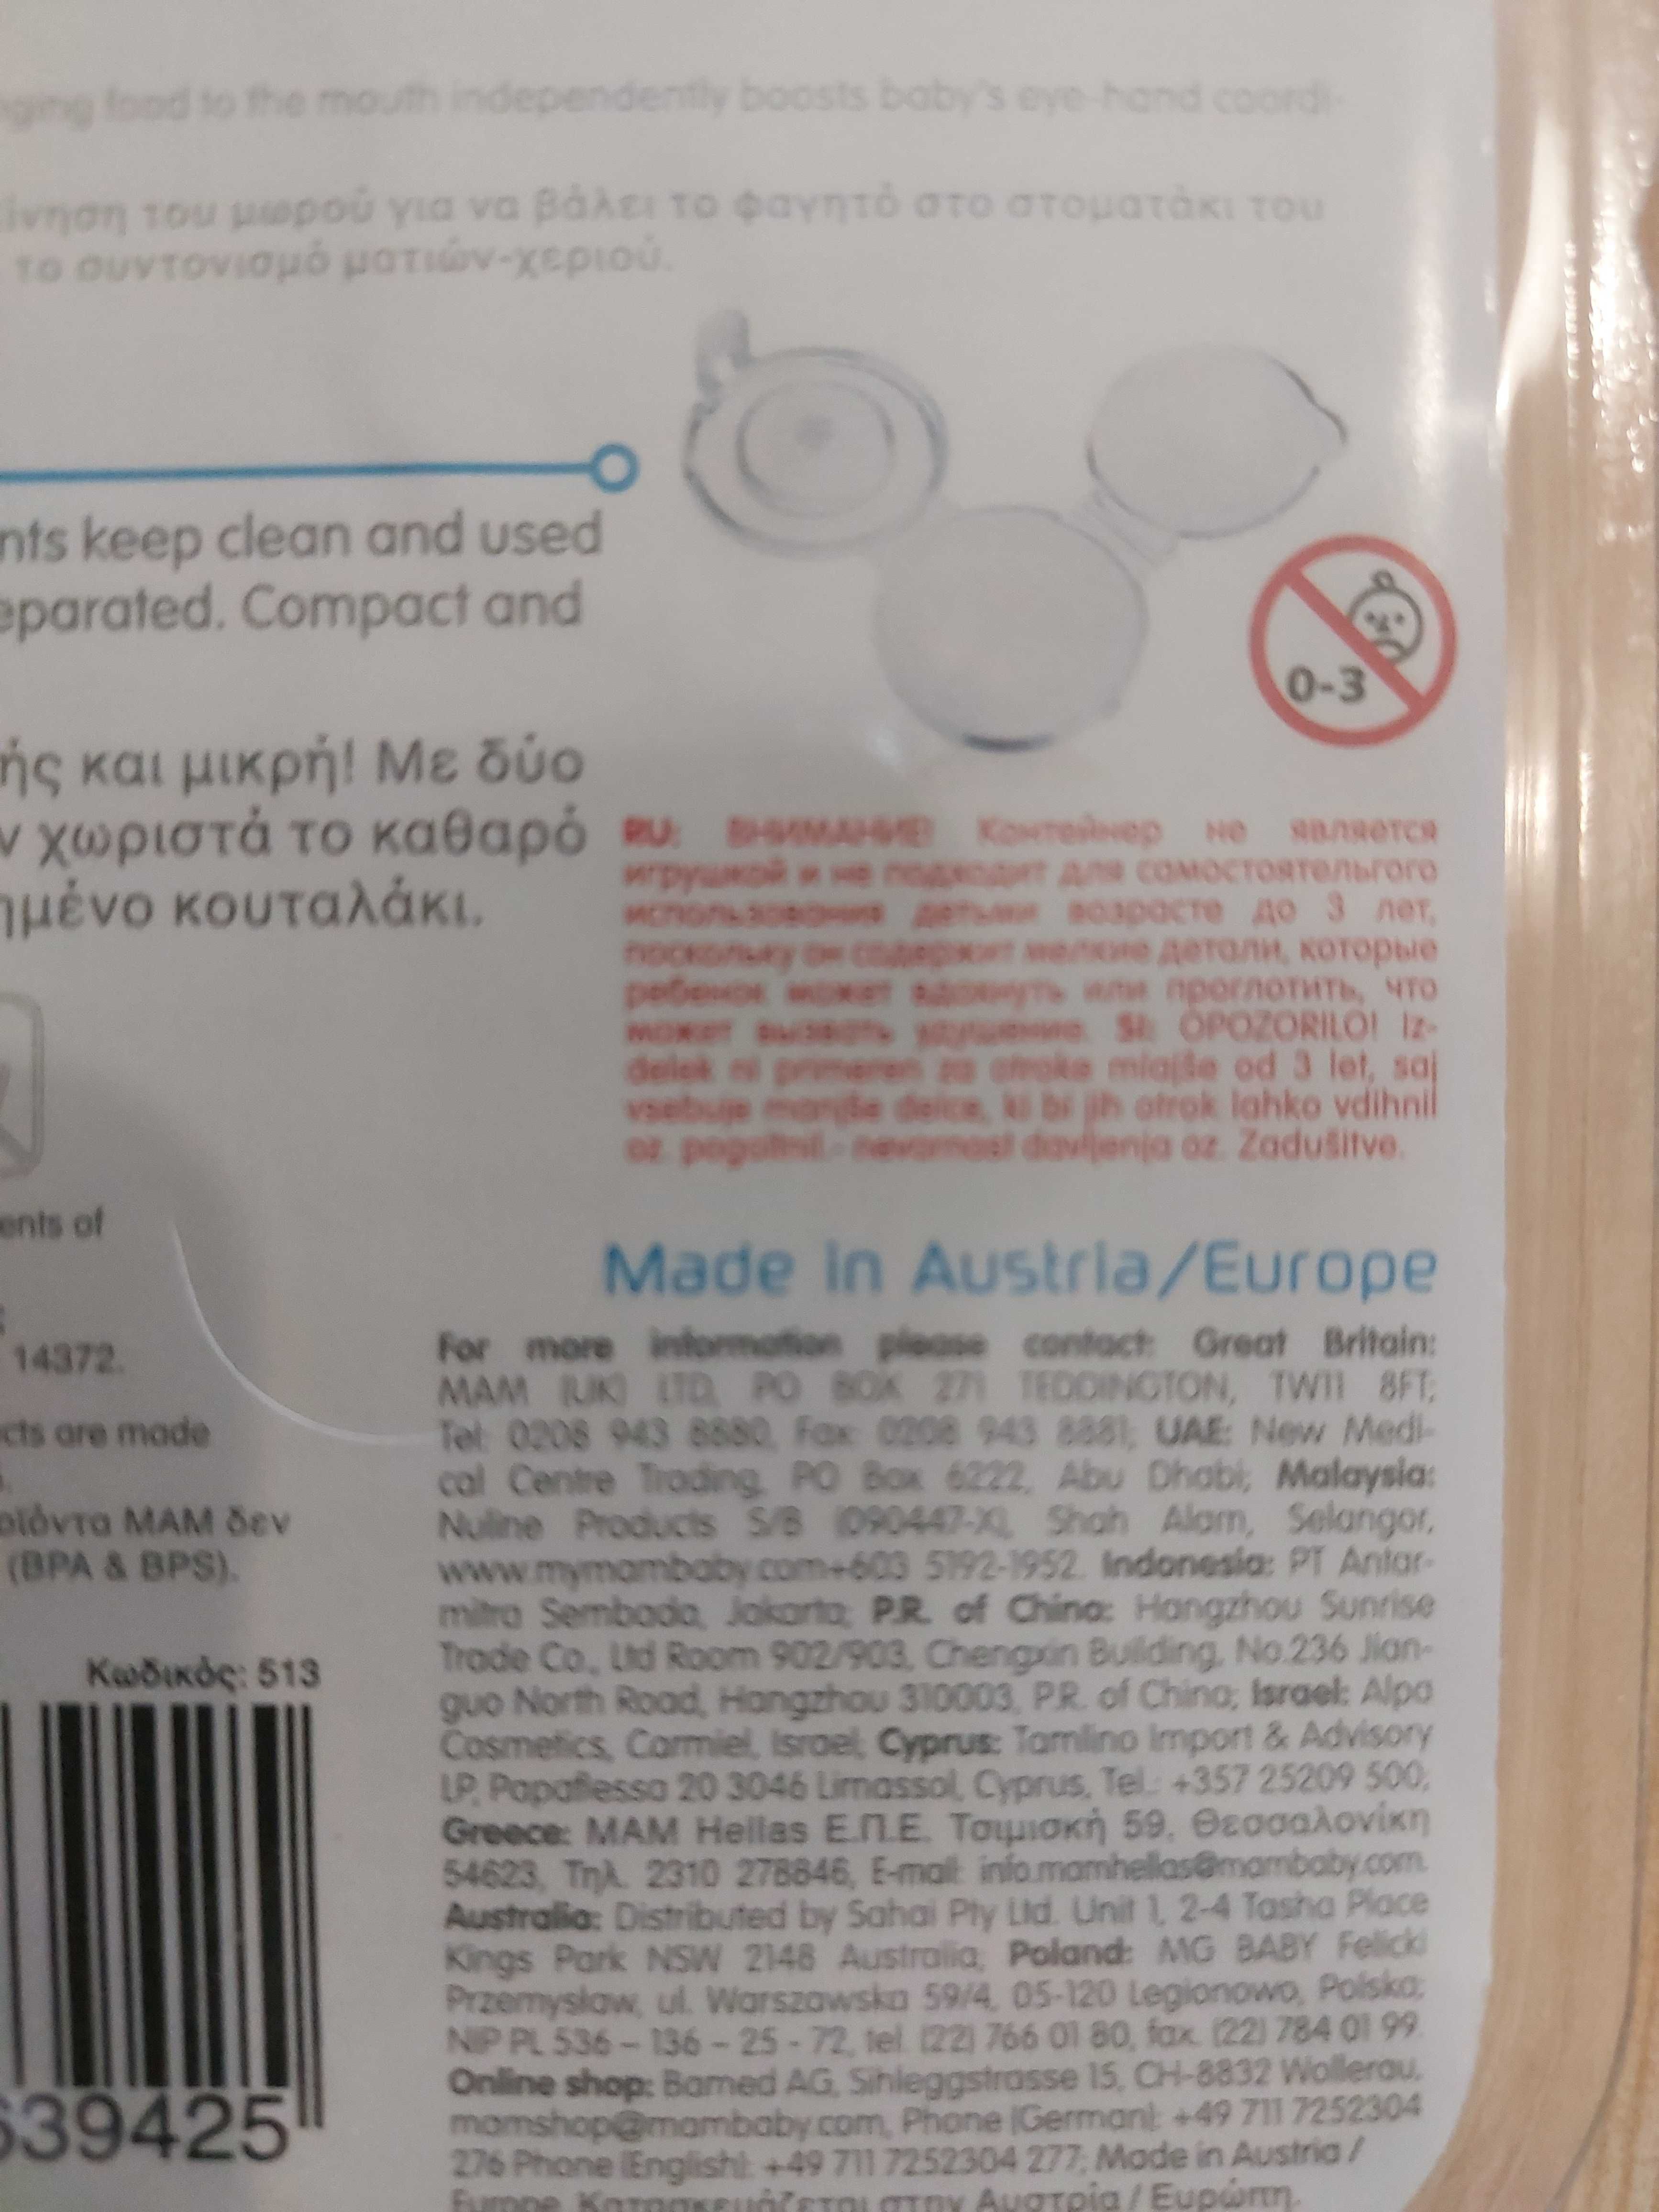 nging food to the mouth independently boosts baby's eye-hand coordi-
ίνηση του μωρού για να βάλει το φαγητό στο στοματάκι του
το συντονισμό ματιών-χεριού.
nts keep clean and used
eparated. Compact and
0-3
ής και μικρή! Με δύο
ν χωριστά το καθαρό
ημένο κουταλάκι.
RU: ВНИМАНИЕ! Контейнер не является
игрушкой и не подходит для самостоятельгого
использования детьми возрасте до 3 лет,
поскольку он содержит мелкие детали, которые
ребенок может вдохнуть или проглотить, что
может вызвать удушение. SI: OPOZORILO! Iz-
delek ni primeren za otroke mlajše od 3 let, saj
vsebuje manjše delce, ki bi jih otrok lahko vdihnil
oz. pogoltnil - nevarnost davljenja oz. Zadušitve.
ents of
14372.
cts are made
οϊόντα MAM δεν
(BPA & BPS).
Κωδικός: 513
639425
Made in Austria/Europe
For more information please contact: Great Britain:
MAM (UK) LTD, PO BOX 271 TEDDINGTON, TW11 8FT;
Tel: 0208 943 8880, Fax: 0208 943 8881; UAE: New Medi-
cal Centre Trading, PO Box 6222, Abu Dhabi; Malaysia:
Nuline Products S/B (090447-X), Shah Alam, Selangor,
www.mymambaby.com+603 5192-1952. Indonesia: PT Antar-
mitra Sembada, Jakarta; P.R. of China: Hangzhou Sunrise
Trade Co., Ltd Room 902/903, Chengxin Building, No.236 Jian-
guo North Road, Hangzhou 310003, P.R. of China; Israel: Alpa
Cosmetics, Carmiel, Israel; Cyprus: Tamlino Import & Advisory
LP, Papaflessa 20 3046 Limassol, Cyprus, Tel.: +357 25209 500;
Greece: MAM Hellas Ε.Π.Ε. Τσιμισκή 59, Θεσσαλονίκη
54623, Τηλ. 2310 278846, E-mail: info.mamhellas@mambaby.com.
Australia: Distributed by Sahai Pty Ltd. Unit 1, 2-4 Tasha Place
Kings Park NSW 2148 Australia; Poland: MG BABY Felicki
Przemysław, ul. Warszawska 59/4, 05-120 Legionowo, Polska;
NIP PL 536 – 136 – 25 - 72, tel. (22) 766 01 80, fax. (22) 784 01 99.
Online shop: Bamed AG, Sihleggstrasse 15, CH-8832 Wollerau,
mamshop@mambaby.com, Phone (German): +49 711 7252304
276 Phone (English): +49 711 7252304 277; Made in Austria /
Europe. Κατασκευάζεται στην Αυστρία / Ευρώπη.